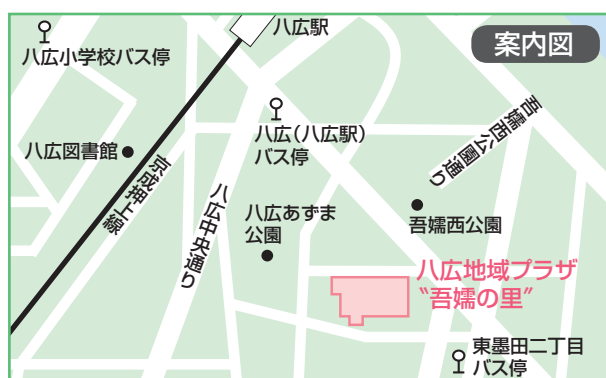 八広駅
案内図
八広小学校バス停
八広(八広駅)
バス停
吾嬬西公園通り
八広図書館
京成押上線
八広中央通り
八広あずま
公園
吾嬬西公園
八広地域プラザ
“吾嬬の里”
東墨田二丁目
バス停